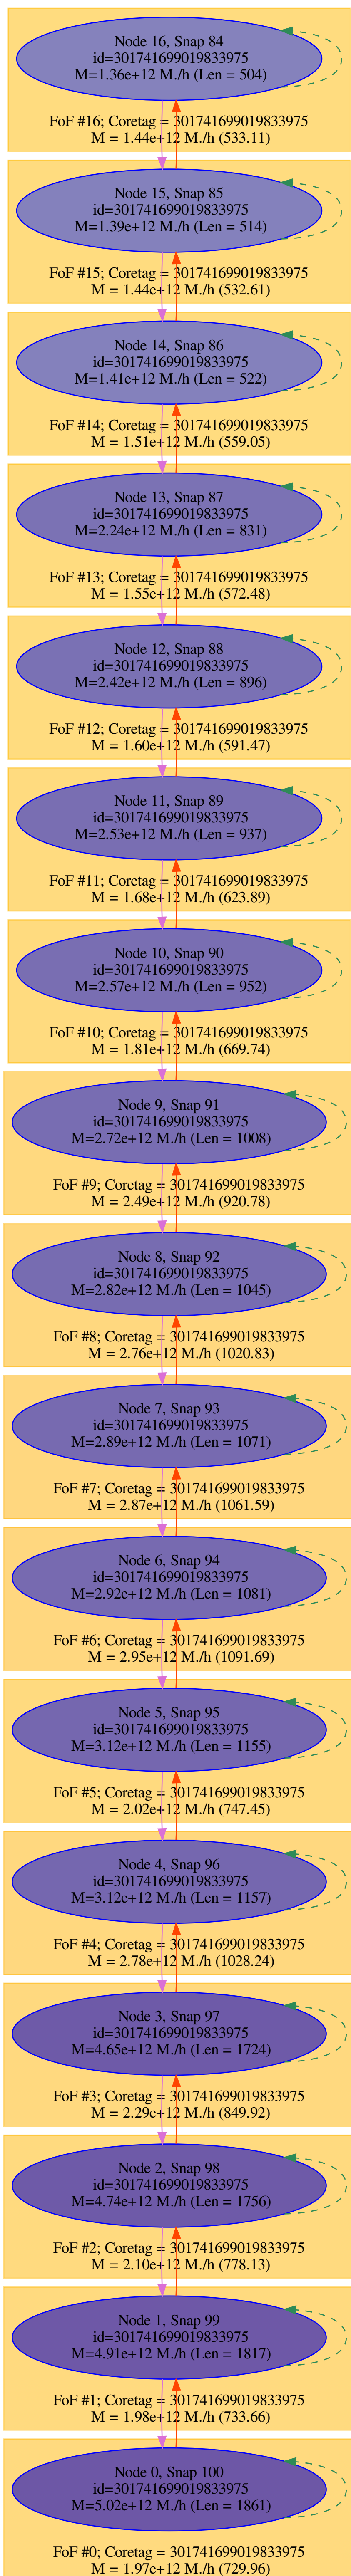 Node 16, Snap 84
id=301741699019833975
M=1.36e+12 M./h (Len = 504)
FoF #16; Coretag = 301741699019833975
M = 1.44e+12 M./h (533.11)
Node 15, Snap 85
id=301741699019833975
M=1.39e+12 M./h (Len = 514)
FoF #15; Coretag = 301741699019833975
M = 1.44e+12 M./h (532.61)
Node 14, Snap 86
id=301741699019833975
M=1.41e+12 M./h (Len = 522)
FoF #14; Coretag = 301741699019833975
M = 1.51e+12 M./h (559.05)
Node 13, Snap 87
id=301741699019833975
M=2.24e+12 M./h (Len = 831)
FoF #13; Coretag = 301741699019833975
M = 1.55e+12 M./h (572.48)
Node 12, Snap 88
id=301741699019833975
M=2.42e+12 M./h (Len = 896)
FoF #12; Coretag = 301741699019833975
M = 1.60e+12 M./h (591.47)
Node 11, Snap 89
id=301741699019833975
M=2.53e+12 M./h (Len = 937)
FoF #11; Coretag = 301741699019833975
M = 1.68e+12 M./h (623.89)
Node 10, Snap 90
id=301741699019833975
M=2.57e+12 M./h (Len = 952)
FoF #10; Coretag = 301741699019833975
M = 1.81e+12 M./h (669.74)
Node 9, Snap 91
id=301741699019833975
M=2.72e+12 M./h (Len = 1008)
FoF #9; Coretag = 301741699019833975
M = 2.49e+12 M./h (920.78)
Node 8, Snap 92
id=301741699019833975
M=2.82e+12 M./h (Len = 1045)
FoF #8; Coretag = 301741699019833975
M = 2.76e+12 M./h (1020.83)
Node 7, Snap 93
id=301741699019833975
M=2.89e+12 M./h (Len = 1071)
FoF #7; Coretag = 301741699019833975
M = 2.87e+12 M./h (1061.59)
Node 6, Snap 94
id=301741699019833975
M=2.92e+12 M./h (Len = 1081)
FoF #6; Coretag = 301741699019833975
M = 2.95e+12 M./h (1091.69)
Node 5, Snap 95
id=301741699019833975
M=3.12e+12 M./h (Len = 1155)
FoF #5; Coretag = 301741699019833975
M = 2.02e+12 M./h (747.45)
Node 4, Snap 96
id=301741699019833975
M=3.12e+12 M./h (Len = 1157)
FoF #4; Coretag = 301741699019833975
M = 2.78e+12 M./h (1028.24)
Node 3, Snap 97
id=301741699019833975
M=4.65e+12 M./h (Len = 1724)
FoF #3; Coretag = 301741699019833975
M = 2.29e+12 M./h (849.92)
Node 2, Snap 98
id=301741699019833975
M=4.74e+12 M./h (Len = 1756)
FoF #2; Coretag = 301741699019833975
M = 2.10e+12 M./h (778.13)
Node 1, Snap 99
id=301741699019833975
M=4.91e+12 M./h (Len = 1817)
FoF #1; Coretag = 301741699019833975
M = 1.98e+12 M./h (733.66)
Node 0, Snap 100
id=301741699019833975
M=5.02e+12 M./h (Len = 1861)
FoF #0; Coretag = 301741699019833975
M = 1.97e+12 M./h (729.96)